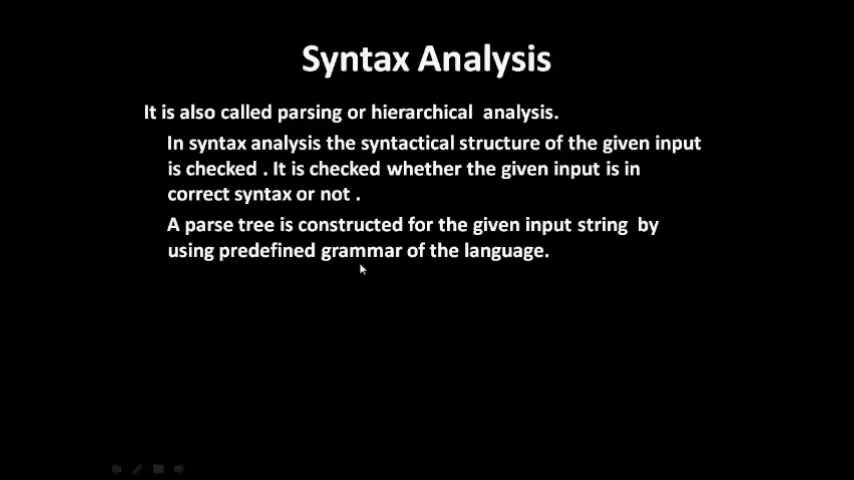 Syntax Analysis
It is also called parsing or hierarchical analysis.
In syntax analysis the syntactical structure of the given input
is checked . It is checked whether the given input is in
correct syntax or not .
A parse tree is constructed for the given input string by
using predefined grammar of the language.